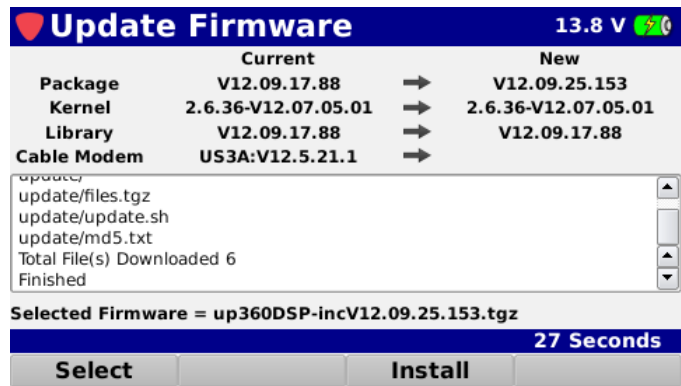 Update Firmware 13.8 V
Current New
Package V12.09.17.88 V12.09.25.153
Kernel 2.6.36-V12.07.05.01 2.6.36-V12.07.05.01
Library V12.09.17.88 V12.09.17.88
Cable Modem US3A:V12.5.21.1
update/
update/files.tgz
update/update.sh
update/md5.txt
Total File(s) Downloaded 6
Finished
Selected Firmware = up360DSP-incV12.09.25.153.tgz
27 Seconds
Select Install